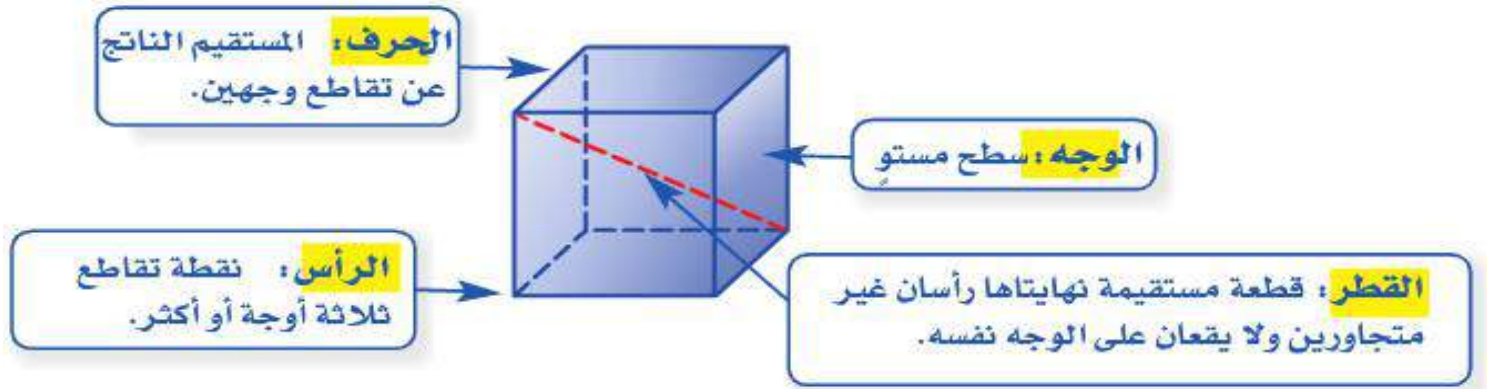 الحرف: المستقيم الناتج
عن تقاطع وجهين.
الوجه: سطح مستوٍ
الرأس: نقطة تقاطع
ثلاثة أوجة أو أكثر.
القطر: قطعة مستقيمة نهايتاها رأسان غير
متجاورين ولا يقعان على الوجه نفسه.